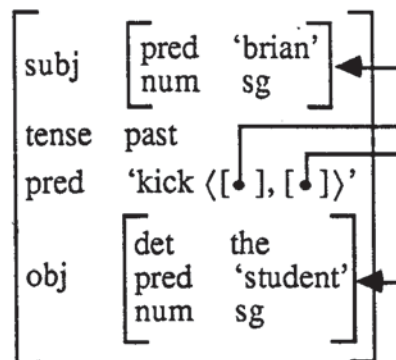 subj pred ‘brian’
num sg
tense past
pred ‘kick ⟨[ ], [ ]⟩’
det the
obj pred ‘student’
num sg